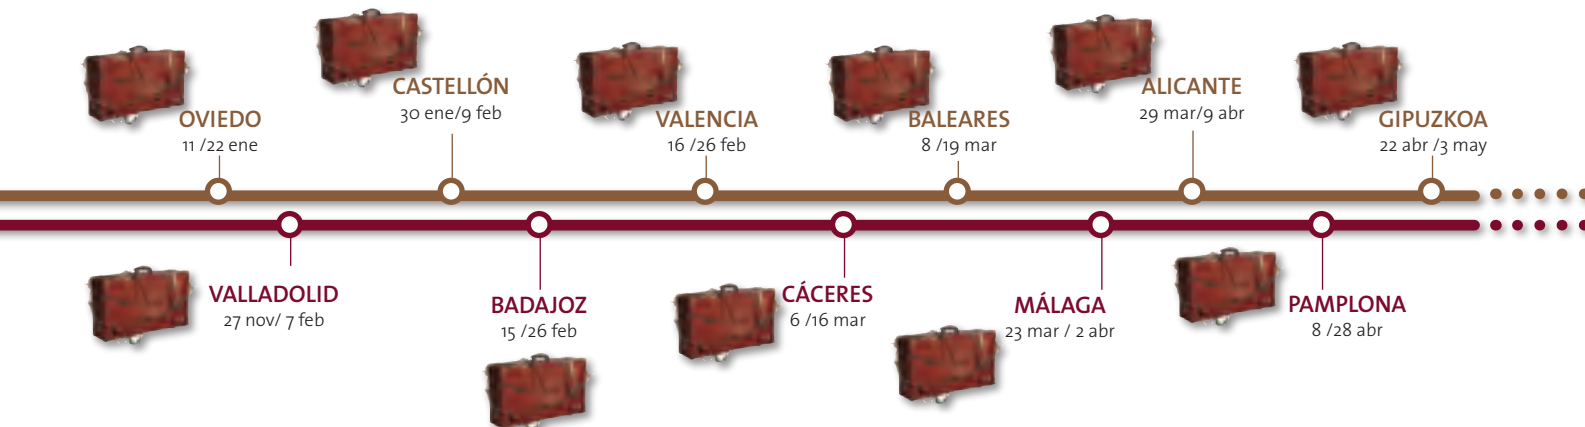 OVIEDO
11 /22 ene
CASTELLÓN
30 ene/9 feb
VALENCIA
16 /26 feb
BALEARES
8 /19 mar
ALICANTE
29 mar/9 abr
GIPUZKOA
22 abr /3 may
VALLADOLID
27 nov/ 7 feb
BADAJOZ
15 /26 feb
CÁCERES
6 /16 mar
MÁLAGA
23 mar / 2 abr
PAMPLONA
8 /28 abr